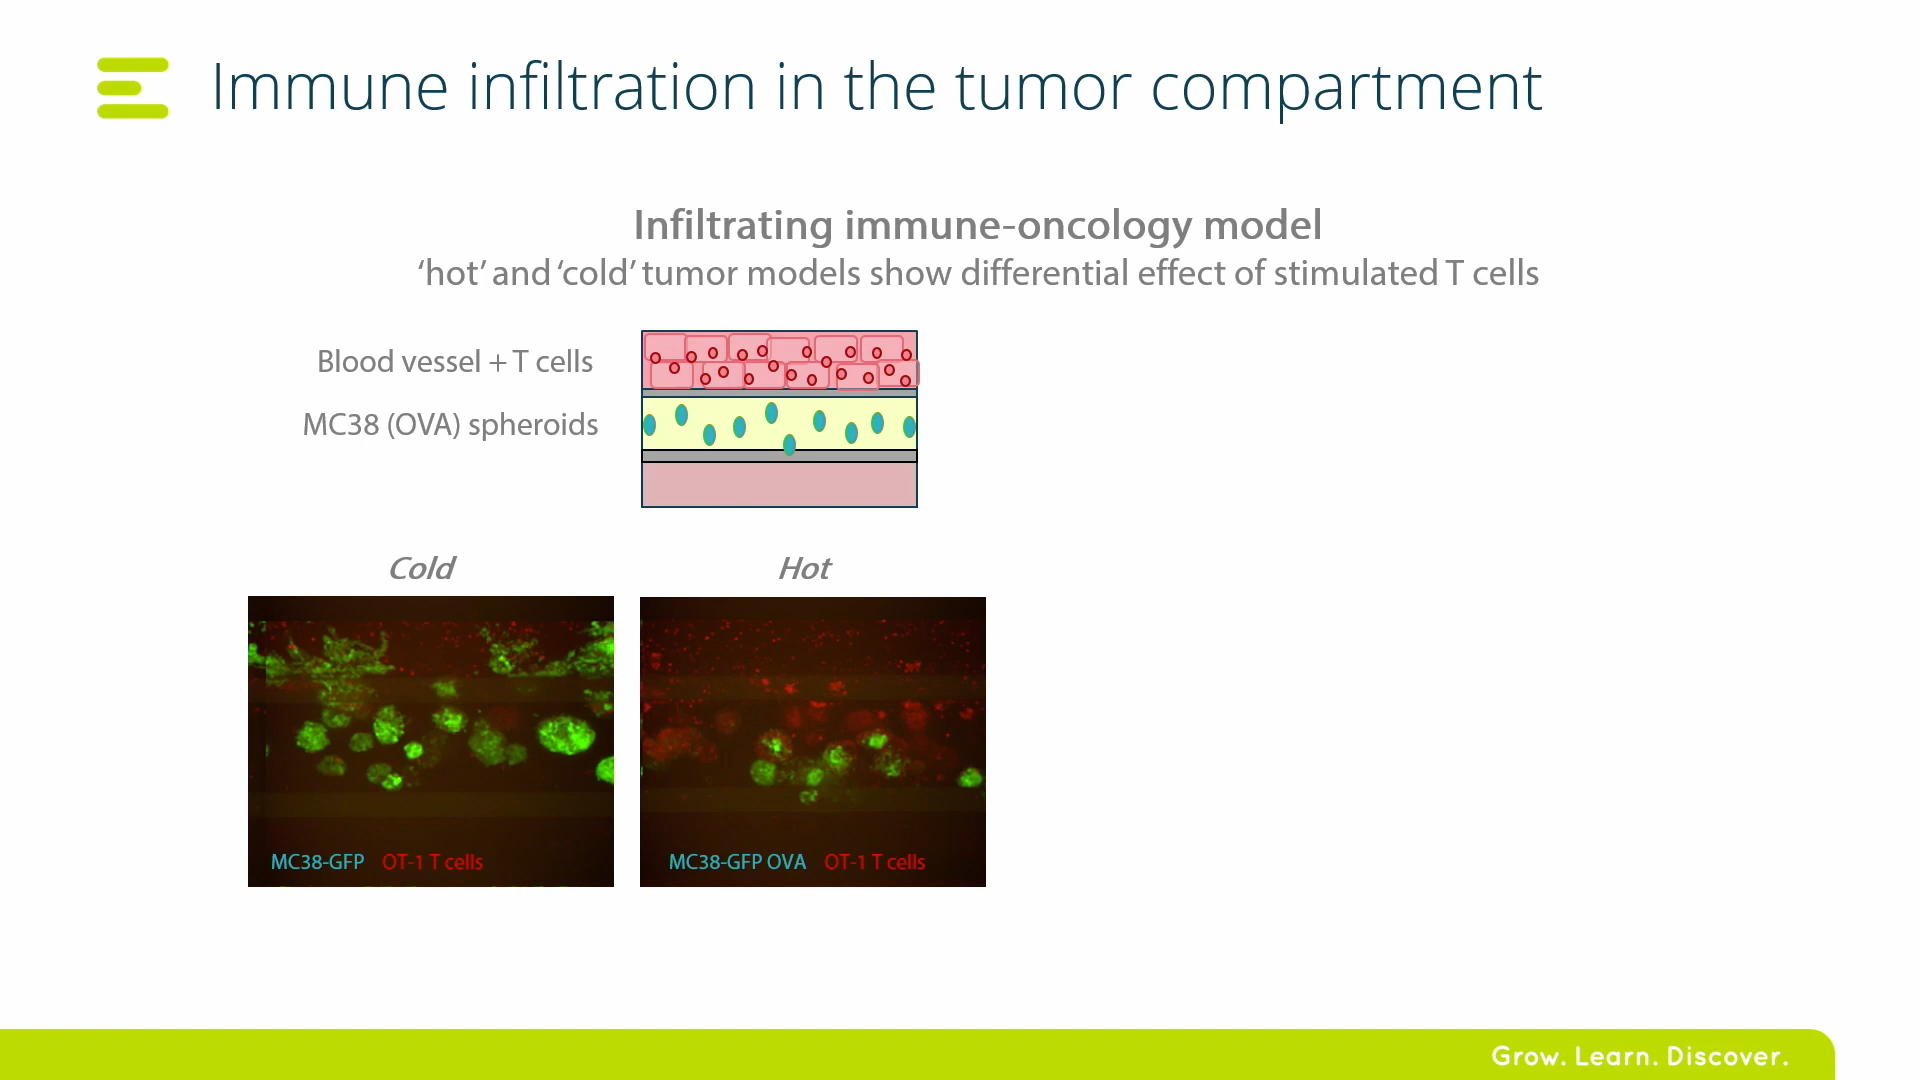 Immune infiltration in the tumor compartment
Infiltrating immune-oncology model
‘hot’ and ‘cold’ tumor models show differential effect of stimulated T cells
Blood vessel + T cells
MC38 (OVA) spheroids
Cold
Hot
MC38-GFP OT-1 T cells
MC38-GFP OVA OT-1 T cells
Grow. Learn. Discover.